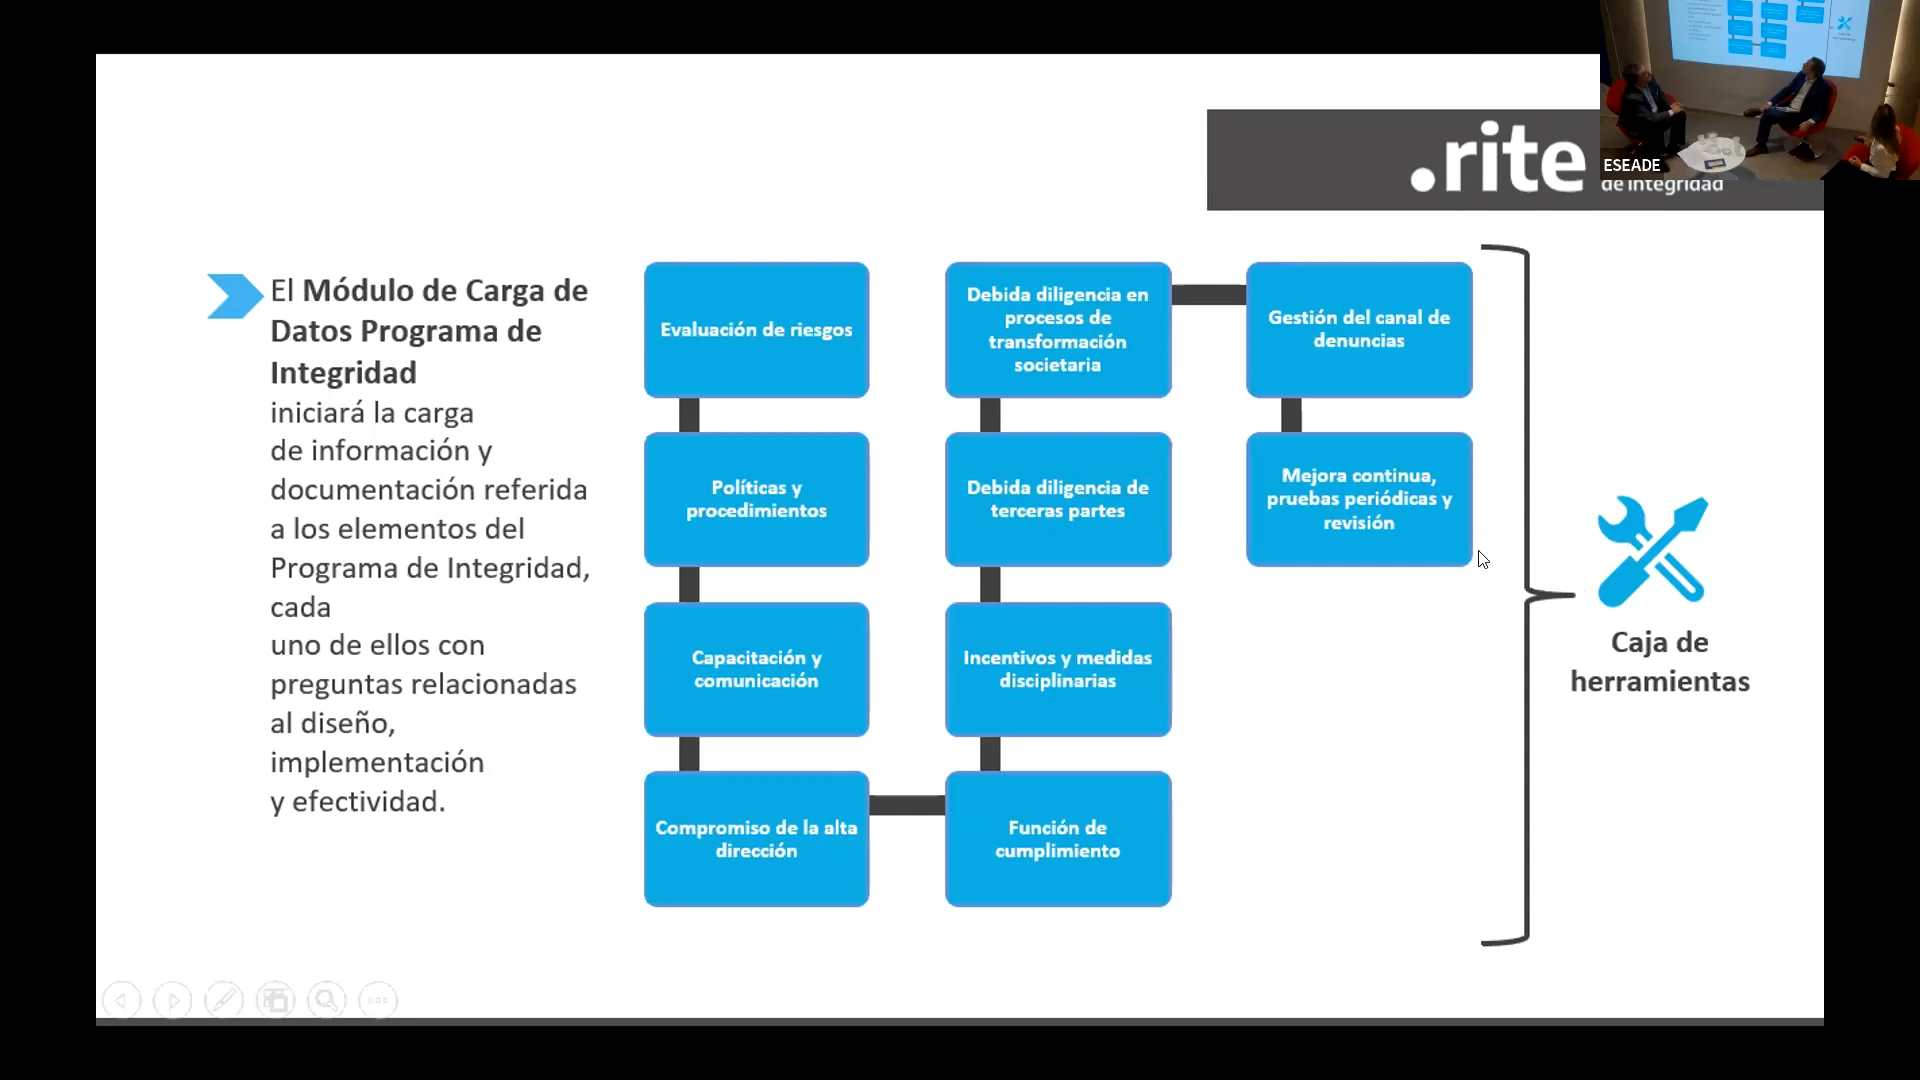 ESEADE
.rite
de integridad
El Módulo de Carga de
Datos Programa de
Integridad
iniciará la carga
de información y
documentación referida
a los elementos del
Programa de Integridad,
cada
uno de ellos con
preguntas relacionadas
al diseño,
implementación
y efectividad.
Evaluación de riesgos
Políticas y
procedimientos
Capacitación y
comunicación
Compromiso de la alta
dirección
Función de
cumplimiento
Incentivos y medidas
disciplinarias
Debida diligencia de
terceras partes
Debida diligencia en
procesos de
transformación
societaria
Gestión del canal de
denuncias
Mejora continua,
pruebas periódicas y
revisión
Caja de
herramientas